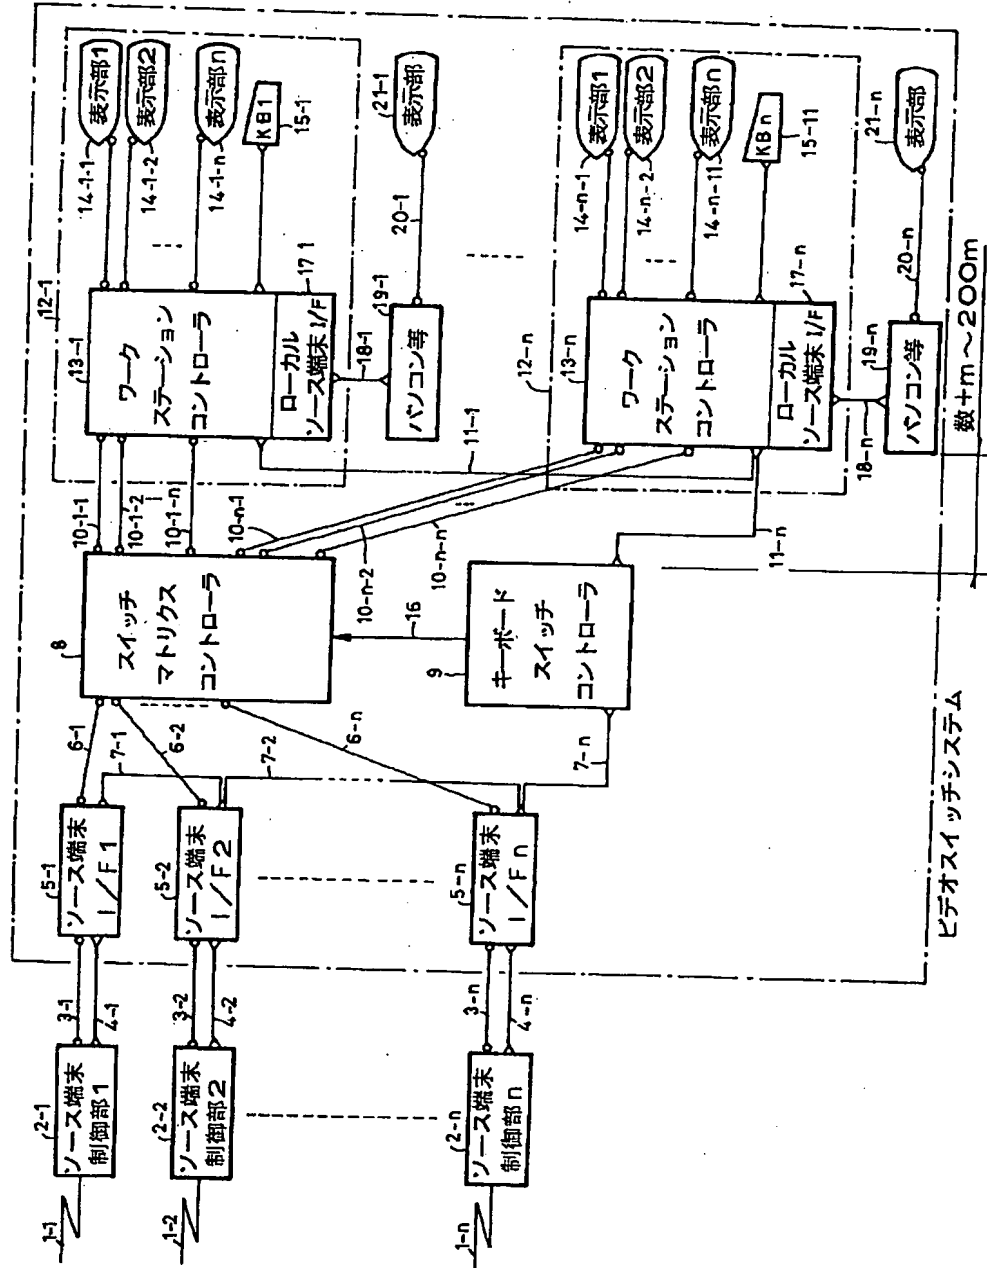 1-1
2-1
ソース端末
制御部1
3-1
4-1
5-1
ソース端末
I/F1
6-1
7-1
1-2
2-2
ソース端末
制御部2
3-2
4-2
5-2
ソース端末
I/F2
6-2
7-2
1-n
2-n
ソース端末
制御部n
3-n
4-n
5-n
ソース端末
I/Fn
6-n
7-n
8
スイッチ
マトリクス
コントローラ
16
9
キーボード
スイッチ
コントローラ
10-1-1
10-1-2
10-1-n
10-n-1
10-n-2
10-n-n
11-1
11-n
12-1
13-1
ワーク
ステーション
コントローラ
ローカル
ソース端末I/F
17 1
14-1-1
表示部1
14-1-2
表示部2
14-1-n
表示部n
KB1
15-1
18-1
19-1
パソコン等
20-1
21-1
表示部
12-n
13-n
ワーク
ステーション
コントローラ
ローカル
ソース端末I/F
17-n
14-n-1
表示部1
14-n-2
表示部2
14-n-11
表示部n
KBn
15-11
18-n
19-n
パソコン等
20-n
21-n
表示部
数+m〜200m
ビデオスイッチシステム